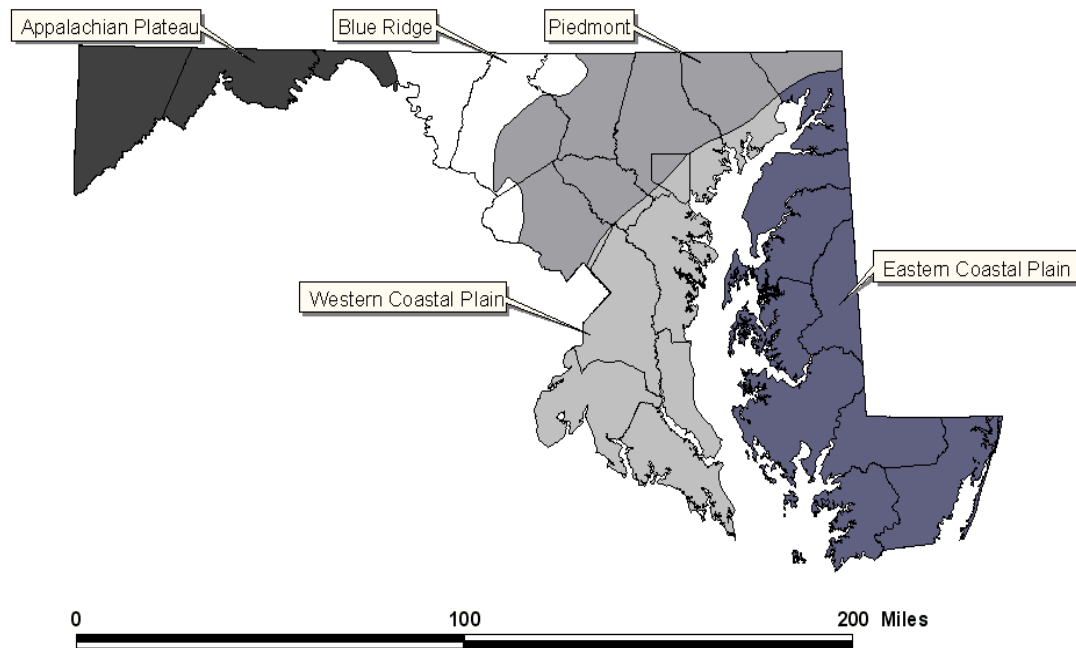 Appalachian Plateau
Blue Ridge
Piedmont
Eastern Coastal Plain
Western Coastal Plain
0 100 200 Miles